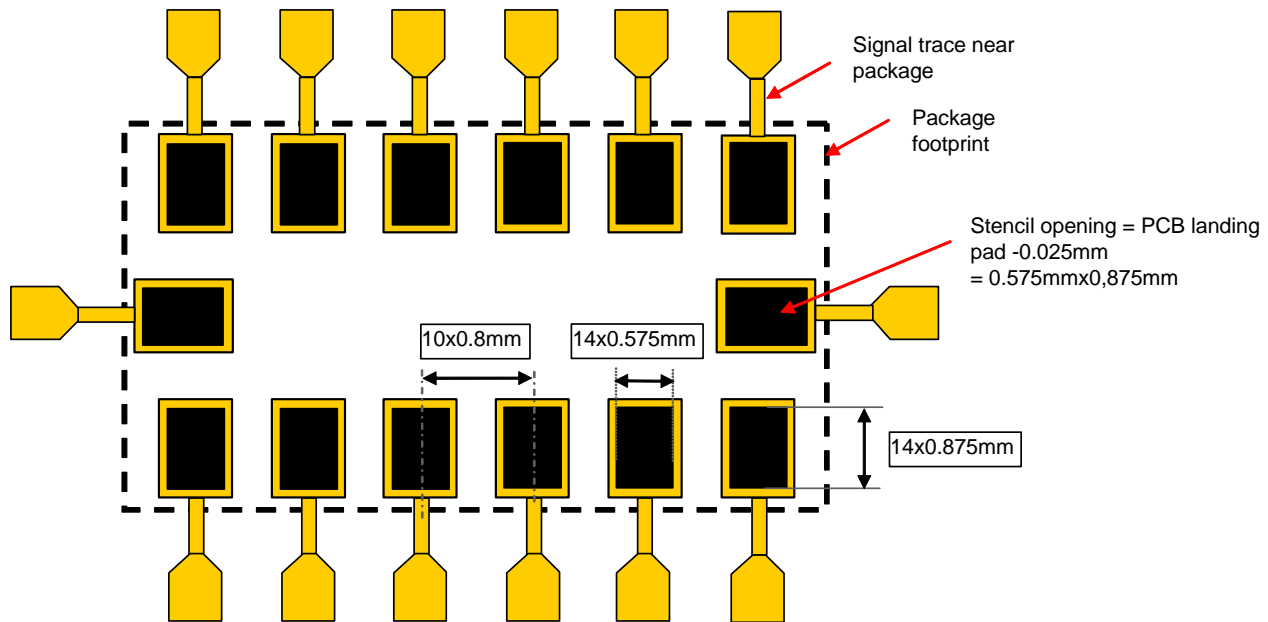 Signal trace near
package
Package
footprint
Stencil opening = PCB landing
pad -0.025mm
= 0.575mmx0,875mm
10x0.8mm
14x0.575mm
14x0.875mm